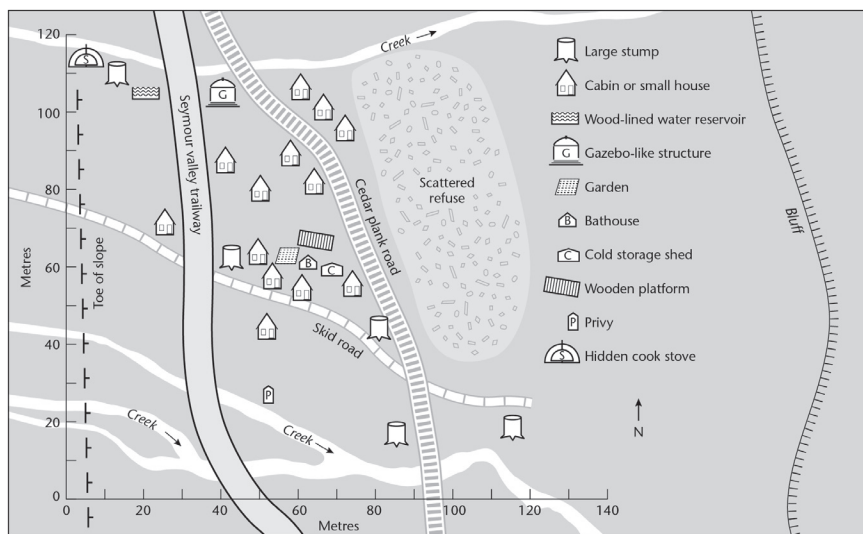 120
100
80
60
40
20
0
Metres
0
20
40
60
80
100
120
140
Metres
Toe of slope
S
G
Seymour valley trailway
Creek
Cedar plank road
Scattered
refuse
B
C
Skid road
P
Creek
Creek
Bluff
N
Large stump
Cabin or small house
Wood-lined water reservoir
G
Gazebo-like structure
Garden
B
Bathouse
C
Cold storage shed
Wooden platform
P
Privy
S
Hidden cook stove